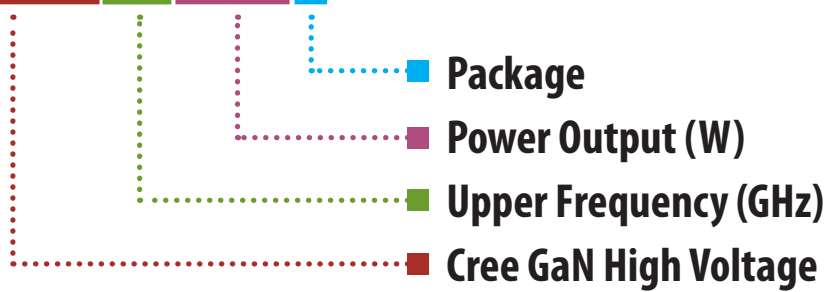 Package
Power Output (W)
Upper Frequency (GHz)
Cree GaN High Voltage